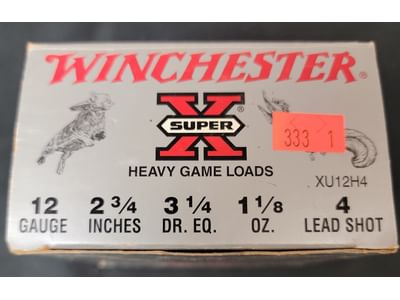 WINCHESTER®
X
SUPER
333 1
HEAVY GAME LOADS
XU12H4
12 2 3/4 3 1/4 1 1/8 4
GAUGE INCHES DR. EQ. OZ. LEAD SHOT